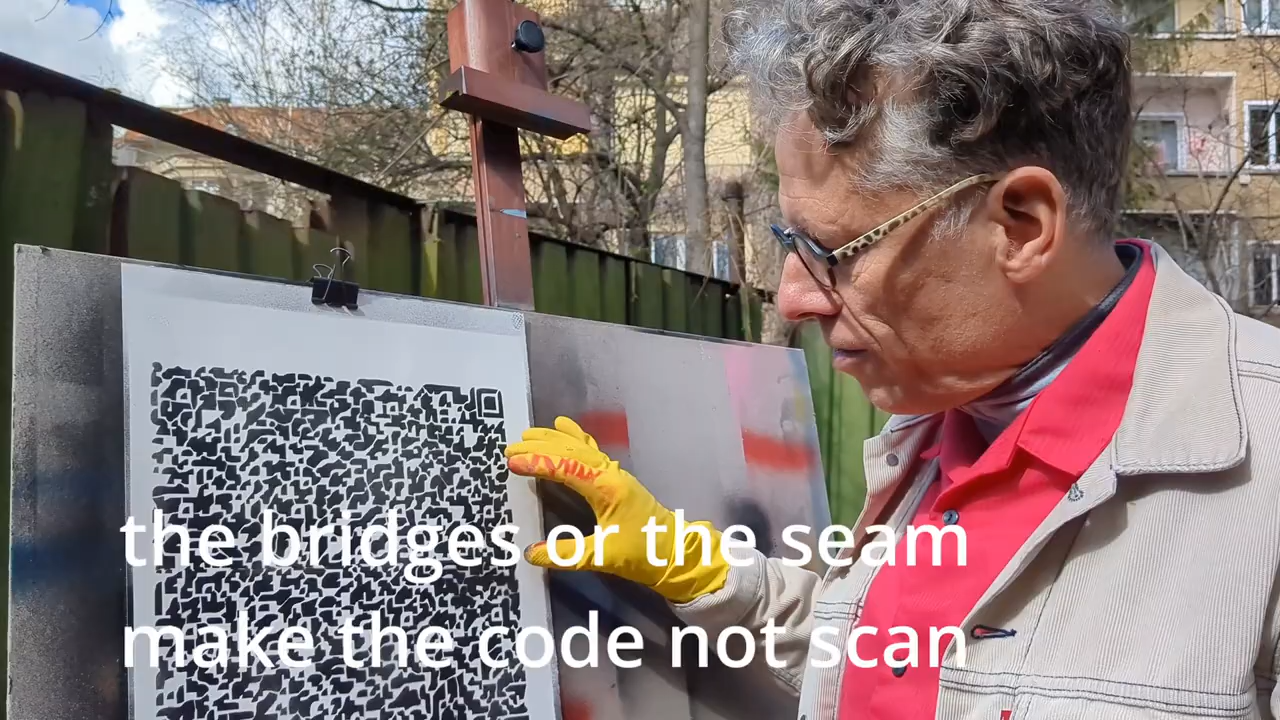 the bridges or the seam
make the code not scan